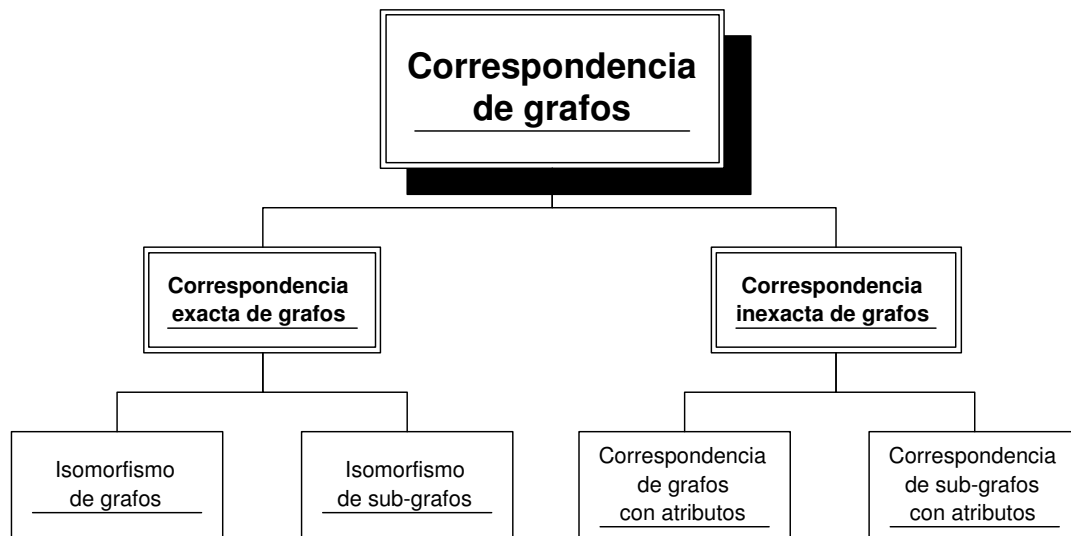 Correspondencia
de grafos
Correspondencia
exacta de grafos
Correspondencia
inexacta de grafos
Isomorfismo
de grafos
Isomorfismo
de sub-grafos
Correspondencia
de grafos
con atributos
Correspondencia
de sub-grafos
con atributos